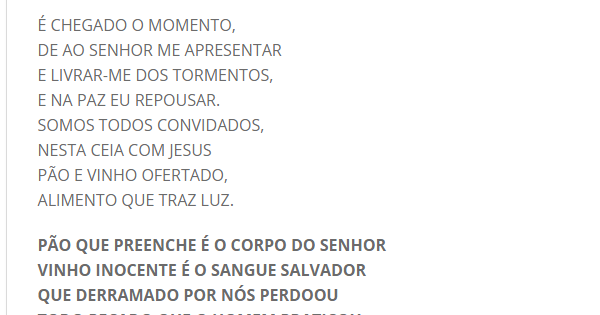 É CHEGADO O MOMENTO,
DE AO SENHOR ME APRESENTAR
E LIVRAR-ME DOS TORMENTOS,
E NA PAZ EU REPOUSAR.
SOMOS TODOS CONVIDADOS,
NESTA CEIA COM JESUS
PÃO E VINHO OFERTADO,
ALIMENTO QUE TRAZ LUZ.
PÃO QUE PREENCHE É O CORPO DO SENHOR
VINHO INOCENTE É O SANGUE SALVADOR
QUE DERRAMADO POR NÓS PERDOOU